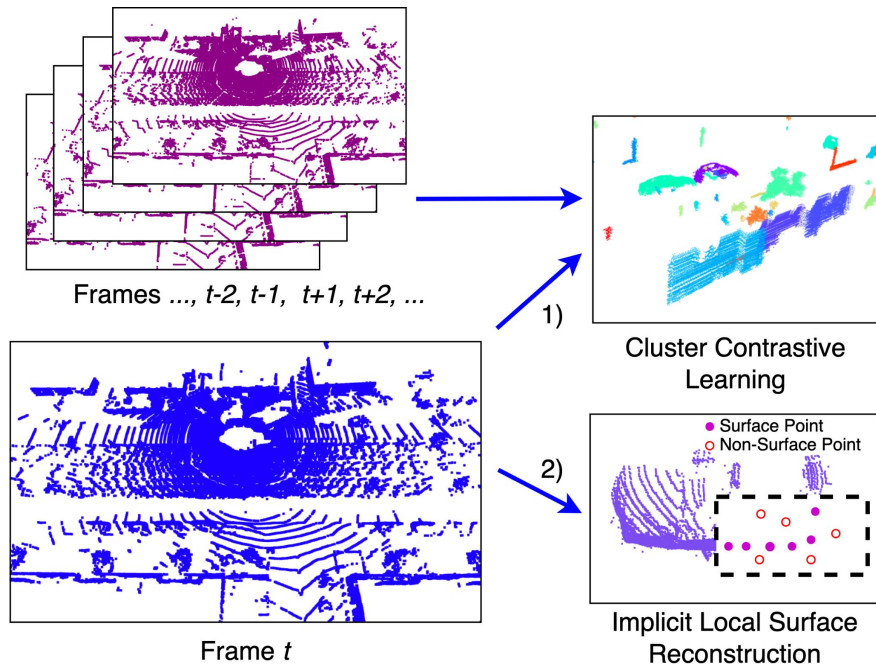 Frames ..., t-2, t-1, t+1, t+2, ...
1)
Cluster Contrastive
Learning
2)
Surface Point
Non-Surface Point
Frame t
Implicit Local Surface
Reconstruction